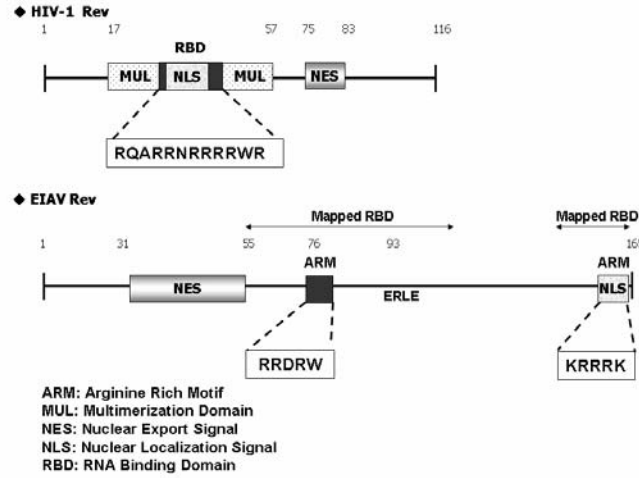 ◆ HIV-1 Rev
1 17 57 75 83 116
RBD
MUL NLS MUL NES
RQARRNRRRRWR
◆ EIAV Rev
Mapped RBD Mapped RBD
1 31 55 76 93 165
ARM ARM
NES ERLE NLS
RRDRW KRRRK
ARM: Arginine Rich Motif
MUL: Multimerization Domain
NES: Nuclear Export Signal
NLS: Nuclear Localization Signal
RBD: RNA Binding Domain